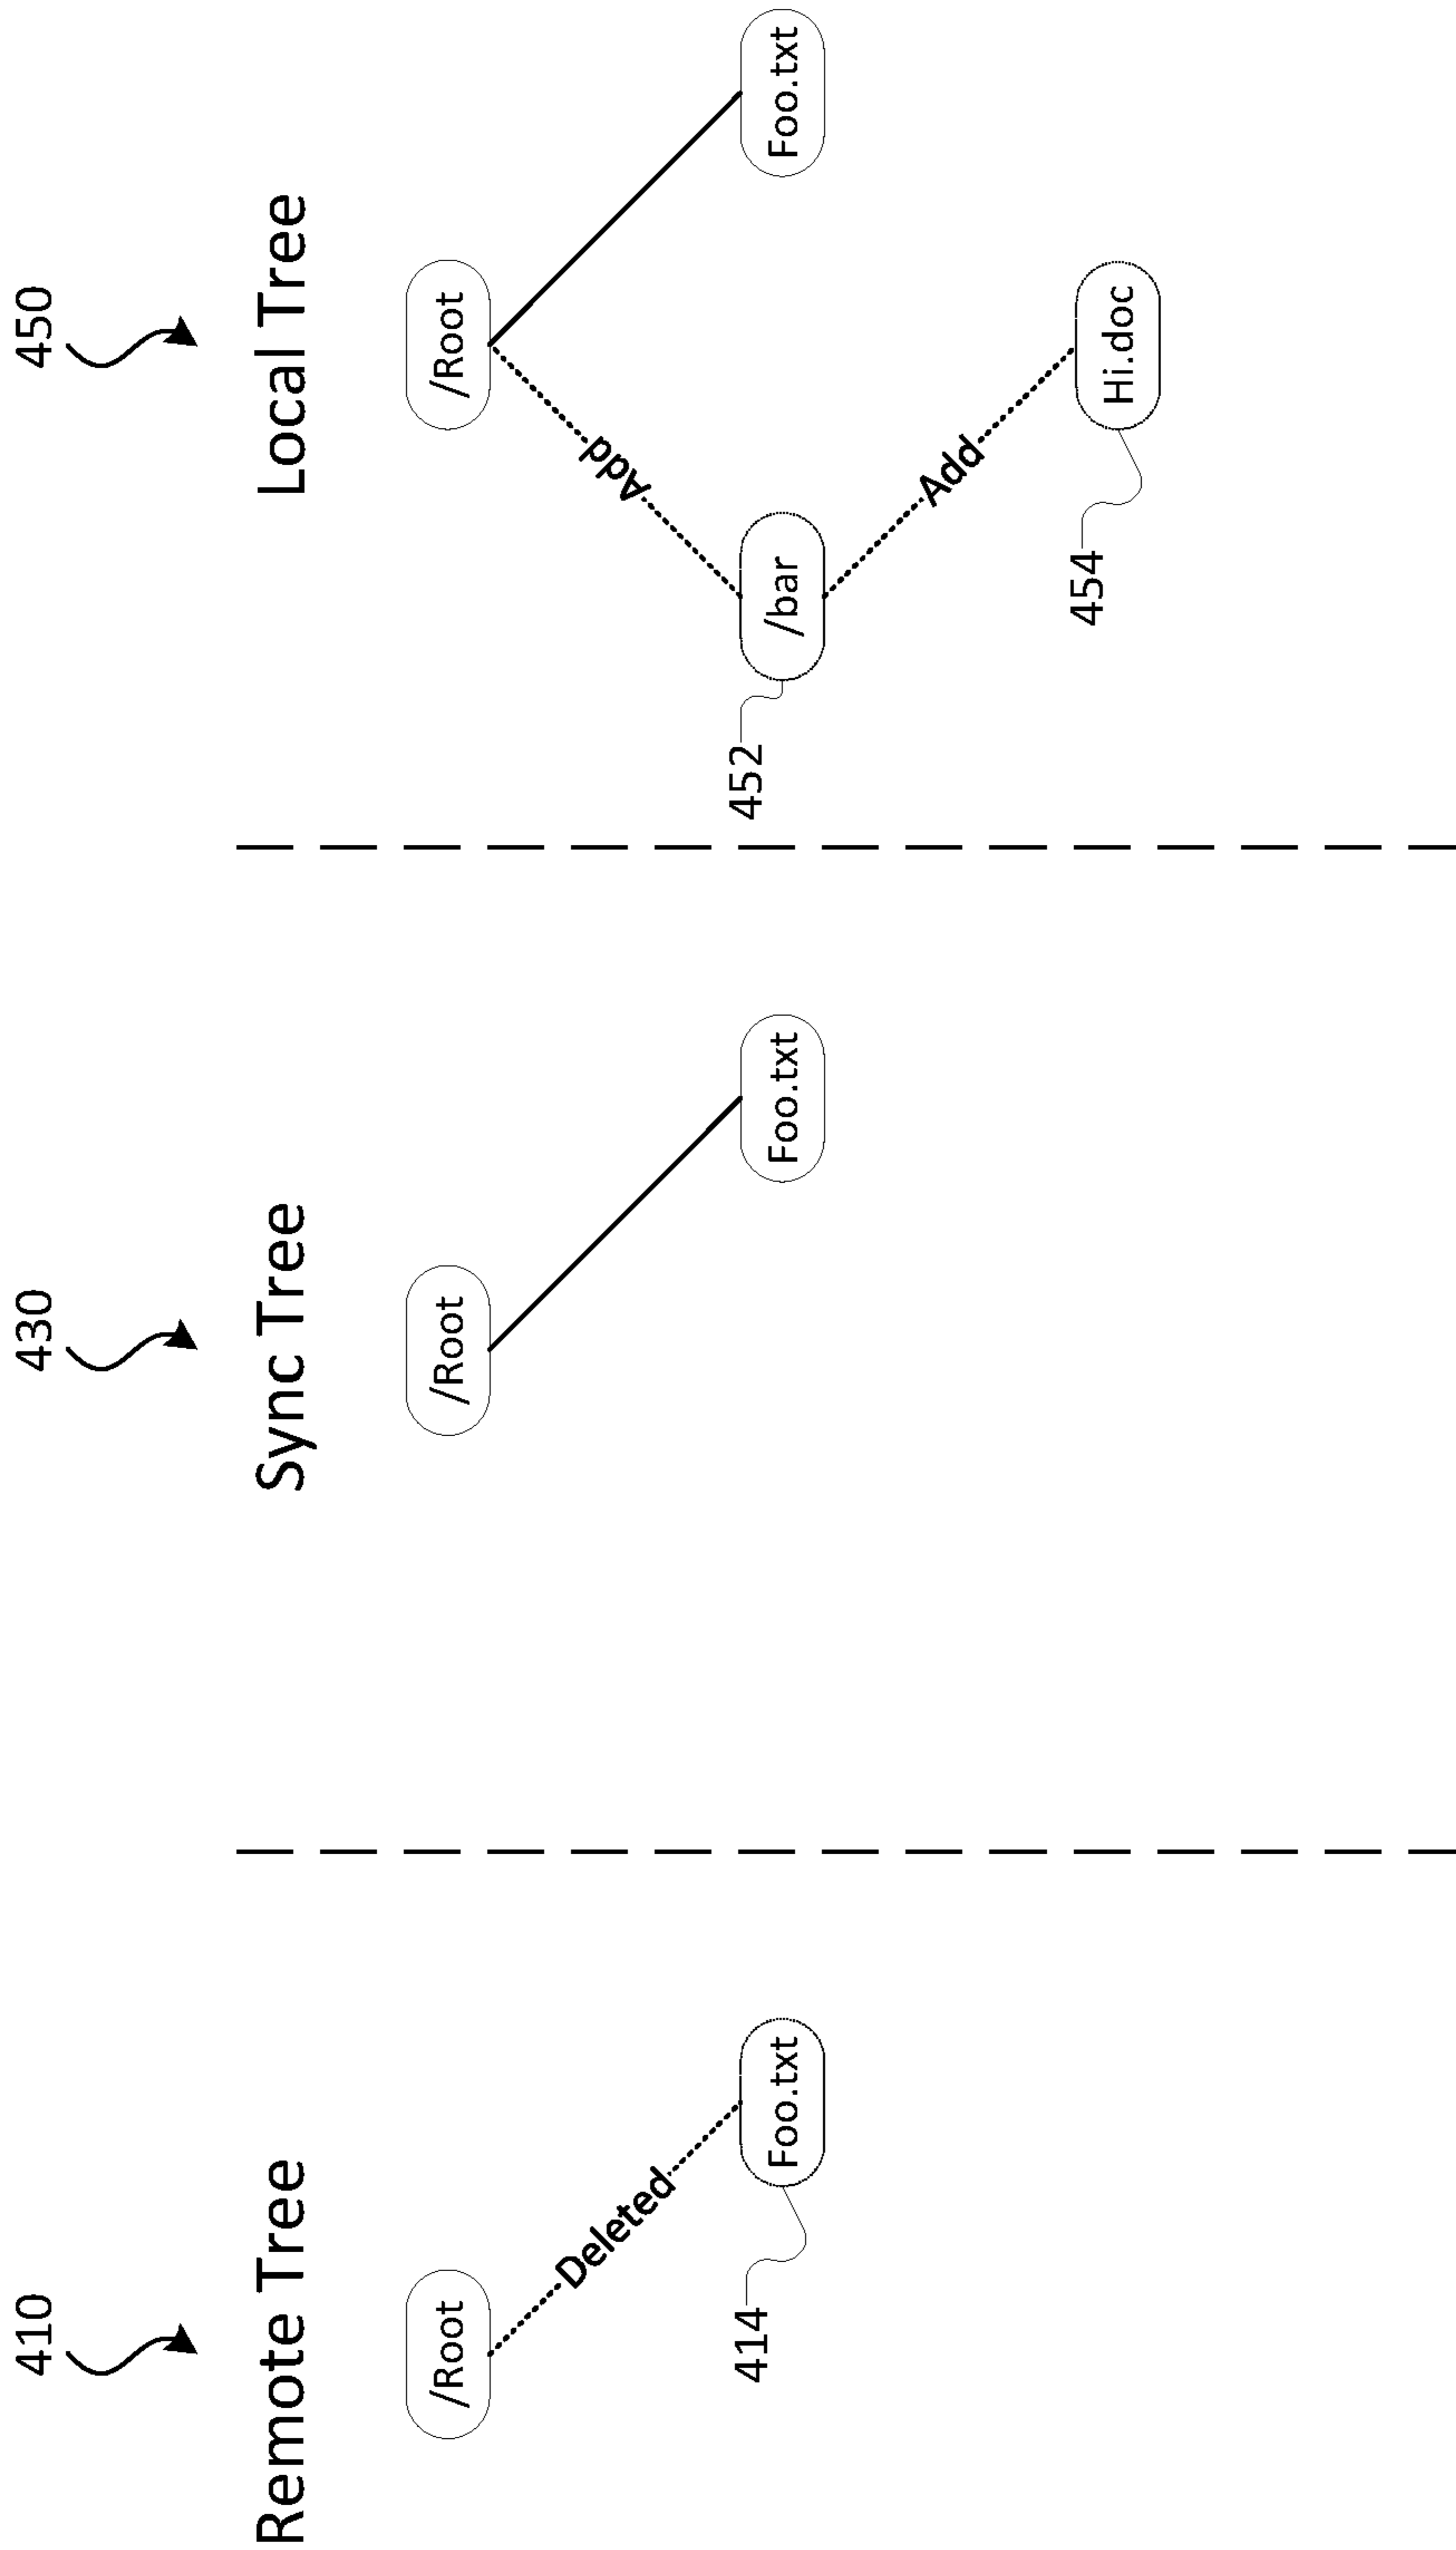 410
430
450
Remote Tree
Sync Tree
Local Tree
/Root
/Root
/Root
Deleted
Add
Foo.txt
Foo.txt
/bar
Foo.txt
414
452
Add
Hi.doc
454